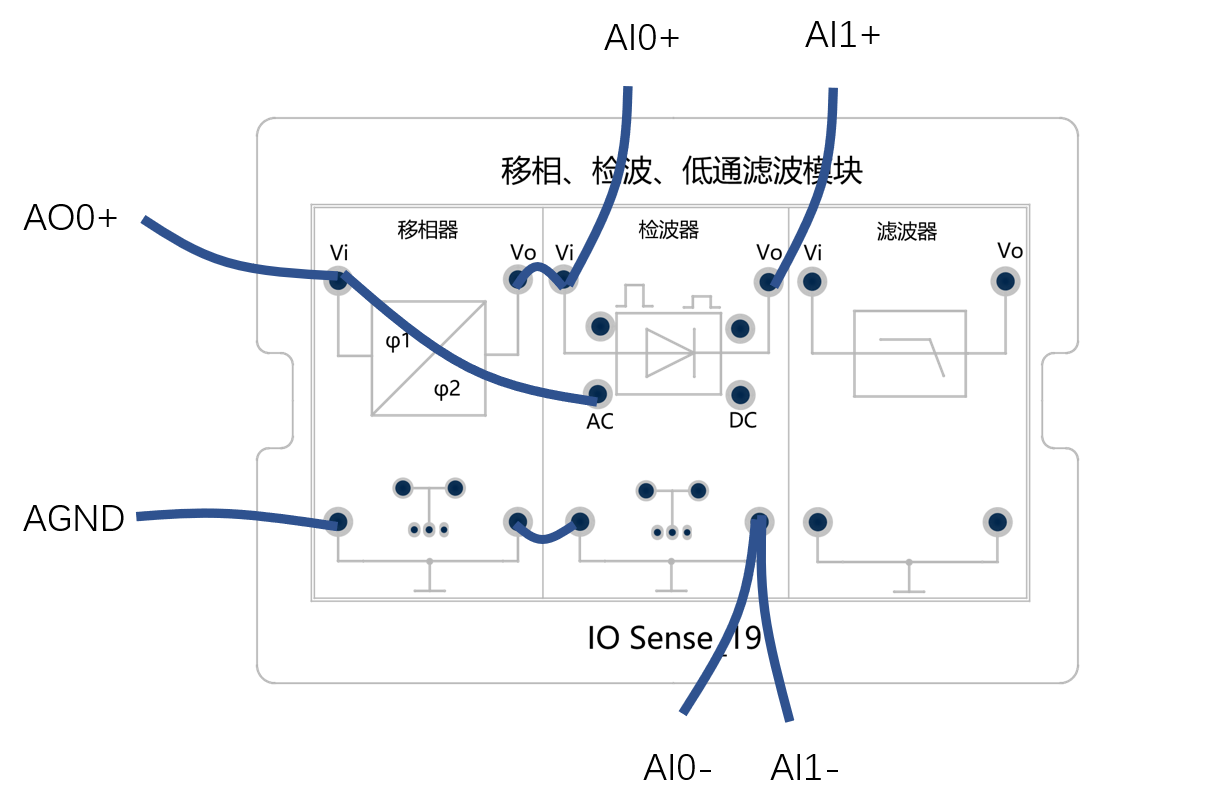 AI0+
AI1+
移相、检波、低通滤波模块
AO0+
移相器
检波器
滤波器
Vi
Vo
Vi
Vo
Vi
Vo
φ1
φ2
AC
DC
AGND
IO Sense_19
AI0-
AI1-